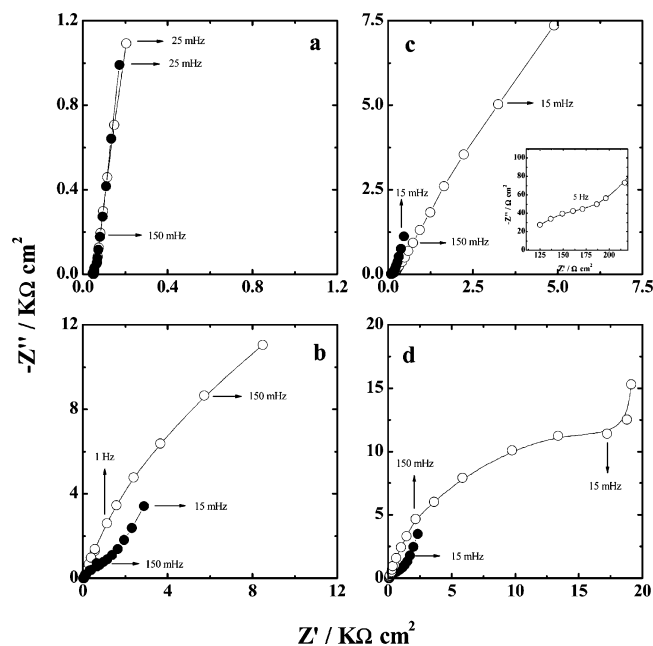 1.2
0.8
0.4
0.0
0.0 0.4 0.8 1.2
a
25 mHz
25 mHz
150 mHz
7.5
5.0
2.5
0.0
0.0 2.5 5.0 7.5
c
15 mHz
15 mHz
150 mHz
-Z'' / Ω cm²
100
80
60
40
20
0
5 Hz
125 150 175 200
Z' / Ω cm²
12
8
4
0
0 4 8 12
b
150 mHz
1 Hz
15 mHz
150 mHz
20
15
10
5
0
0 5 10 15 20
d
150 mHz
15 mHz
15 mHz
-Z'' / KΩ cm²
Z' / KΩ cm²